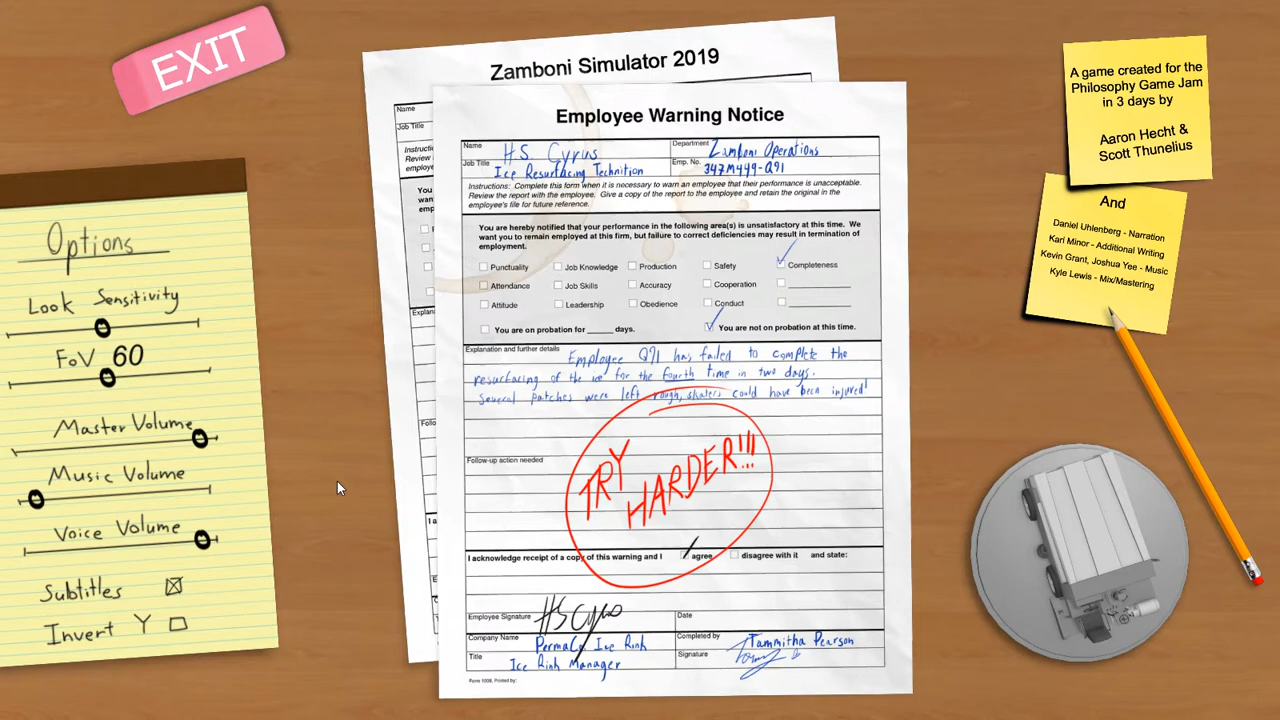 EXIT
Options
Look Sensitivity
FoV 60
Master Volume
Music Volume
Voice Volume
Subtitles
Invert Y
Zamboni Simulator 2019
Name
Job Title
Employee Warning Notice
Name H.S. Cyrus Department Zamboni Operations
Job Title Ice Resurfacing Technition Emp. No. 347M449-Q91
Instructions: Complete this form when it is necessary to warn an employee that their performance is unacceptable.
Review the report with the employee. Give a copy of the report to the employee and retain the original in the
employee's file for future reference.
You are hereby notified that your performance in the following area(s) is unsatisfactory at this time. We
want you to remain employed at this firm, but failure to correct deficiencies may result in termination of
employment.
Punctuality Job Knowledge Production Safety Completeness
Attendance Job Skills Accuracy Cooperation
Attitude Leadership Obedience Conduct
You are on probation for ______ days. You are not on probation at this time.
Explanation and further details Employee Q91 has failed to complete the
resurfacing of the ice for the fourth time in two days.
Several patches were left rough, skaters could have been injured!
Follow-up action needed
TRY
HARDER!!!
I acknowledge receipt of a copy of this warning and I agree disagree with it and state:
Employee Signature HS Cyrus Date
Company Name PermaCo Ice Rink Completed by Tammitha Pearson
Title Ice Rink Manager Signature
Form 1008, Printed by:
A game created for the
Philosophy Game Jam
in 3 days by
Aaron Hecht &
Scott Thunelius
And
Daniel Uhlenberg - Narration
Karl Minor - Additional Writing
Kevin Grant, Joshua Yee - Music
Kyle Lewis - Mix/Mastering